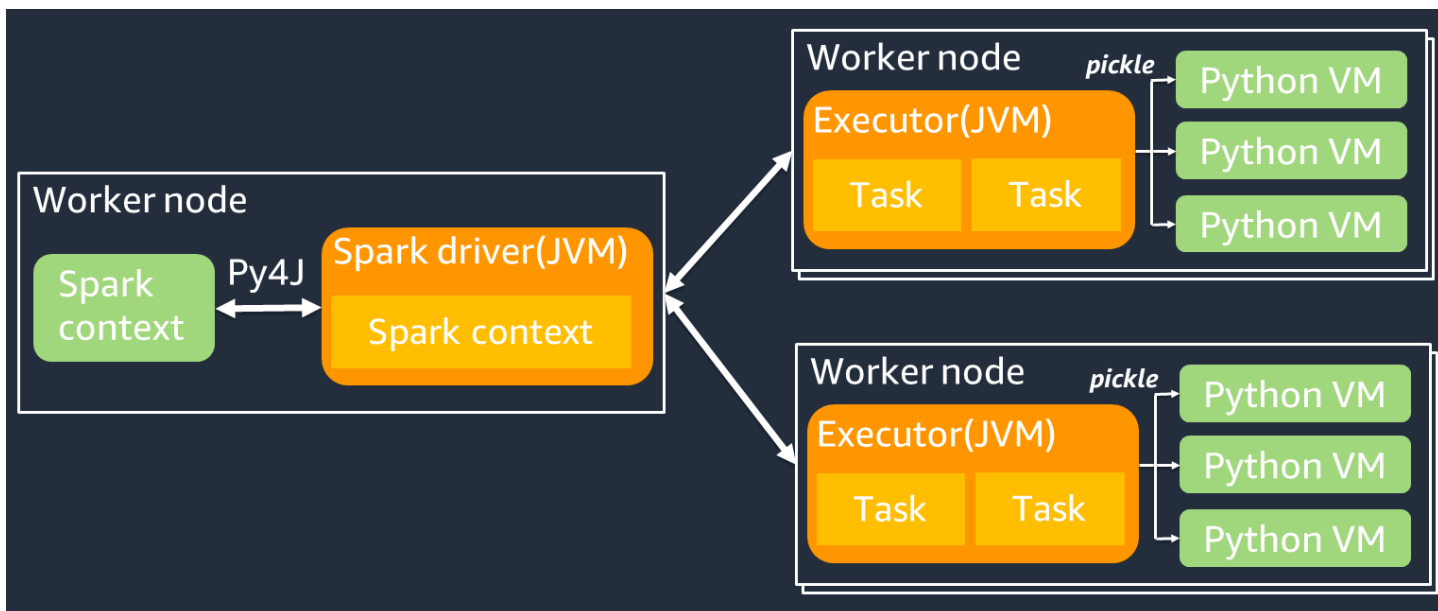 Worker node
Spark
context
Py4J
Spark driver(JVM)
Spark context
Worker node
pickle
Executor(JVM)
Task
Task
Python VM
Python VM
Python VM
Worker node
pickle
Executor(JVM)
Task
Task
Python VM
Python VM
Python VM